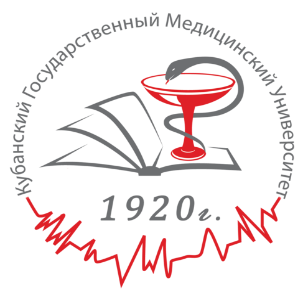 Кубанский Государственный Медицинский Университет
1920г.